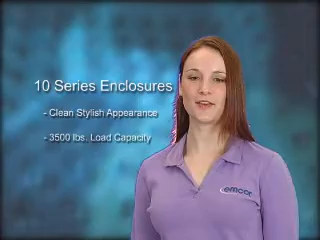 10 Series Enclosures
- Clean Stylish Appearance
- 3500 lbs. Load Capacity
emcor